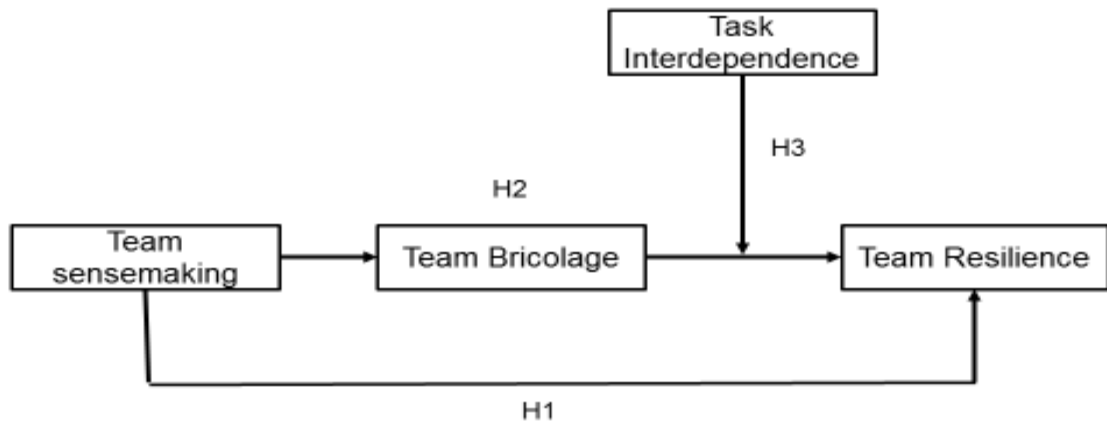 Task
Interdependence
H3
H2
Team
sensemaking
Team Bricolage
Team Resilience
H1